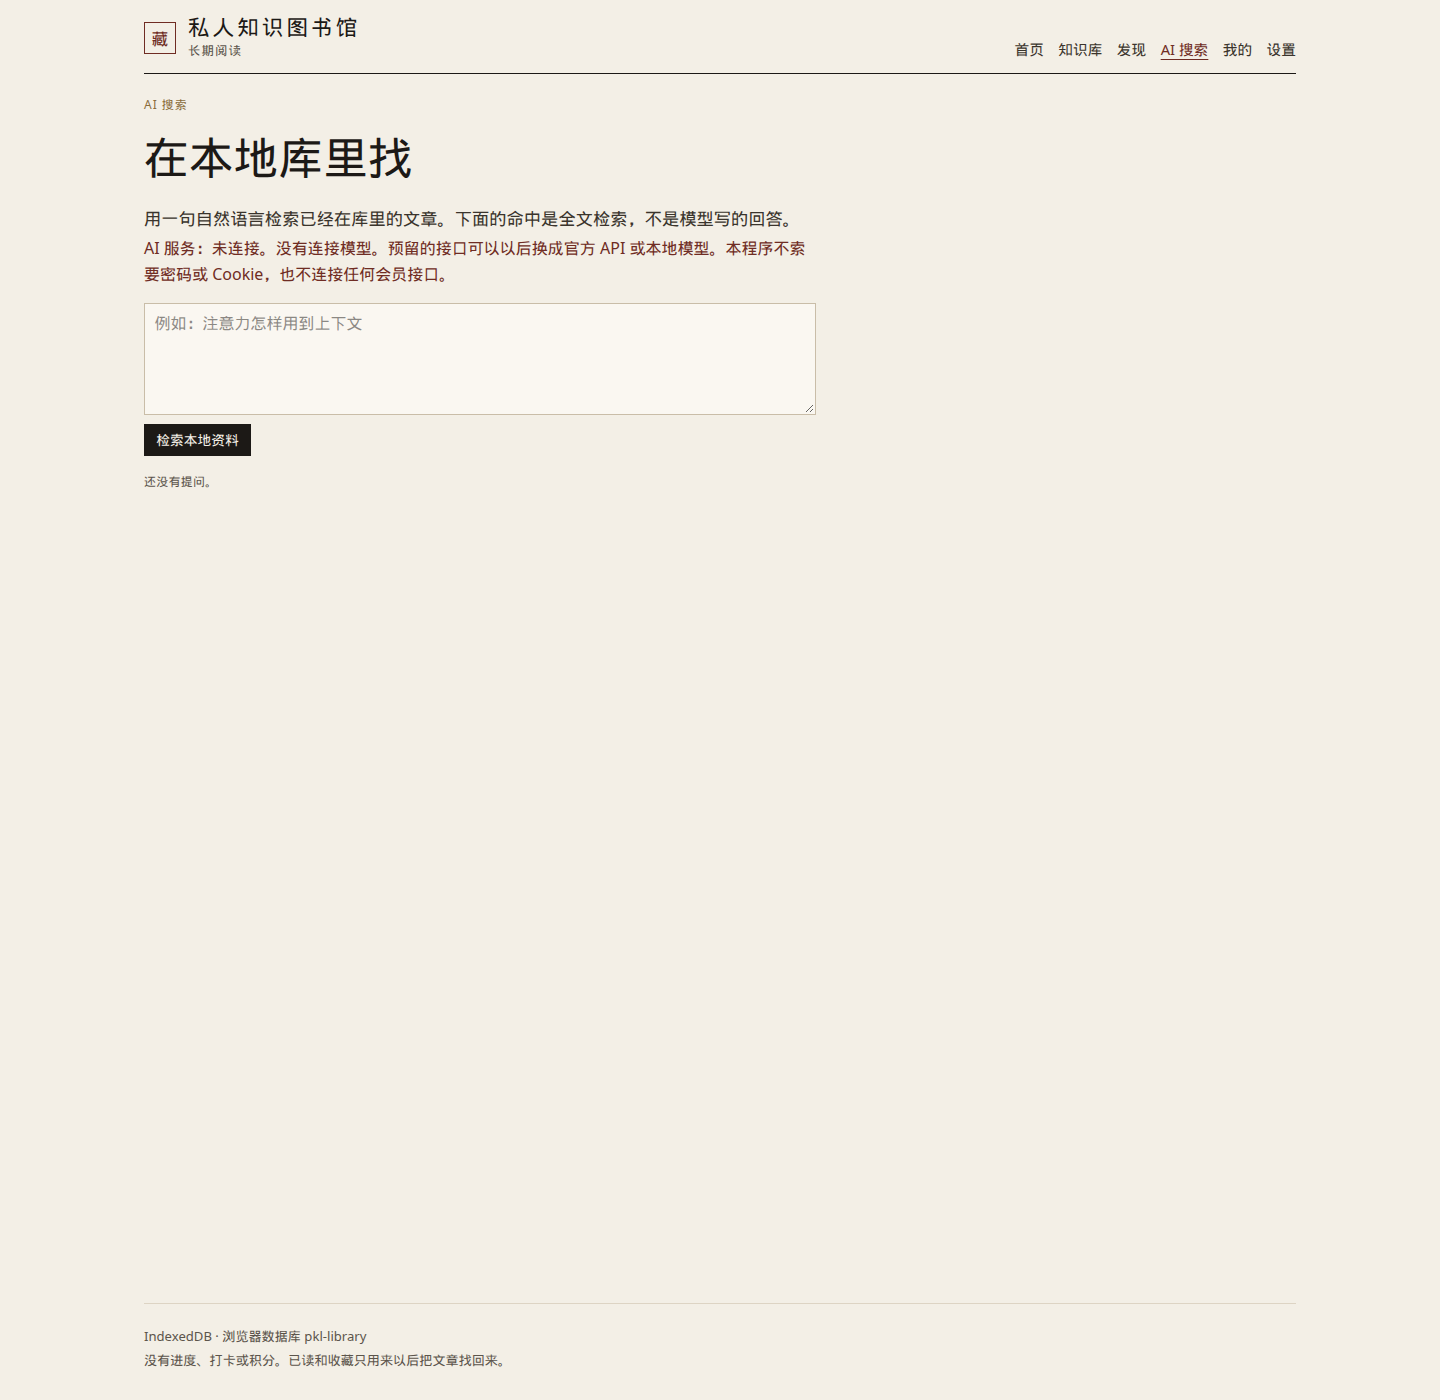 藏
私人知识图书馆
长期阅读
首页 知识库 发现 AI 搜索 我的 设置
AI 搜索
在本地库里找
用一句自然语言检索已经在库里的文章。下面的命中是全文检索，不是模型写的回答。
AI 服务：未连接。没有连接模型。预留的接口可以以后换成官方 API 或本地模型。本程序不索
要密码或 Cookie，也不连接任何会员接口。
例如：注意力怎样用到上下文
检索本地资料
还没有提问。
IndexedDB · 浏览器数据库 pkl-library
没有进度、打卡或积分。已读和收藏只用来以后把文章找回来。